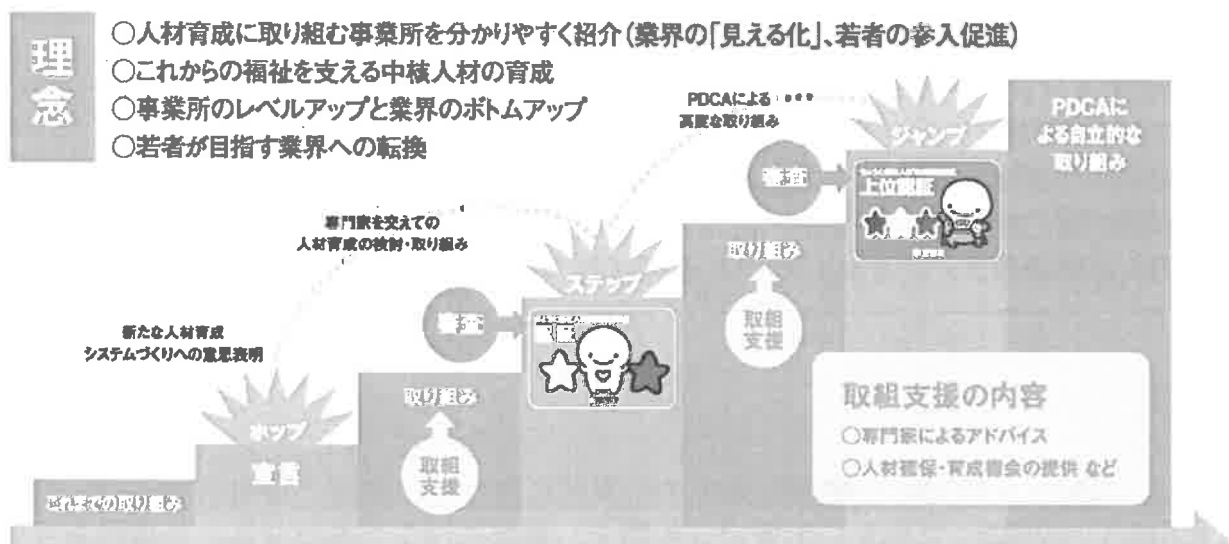 理念
○人材育成に取り組む事業所を分かりやすく紹介(業界の「見える化」、若者の参入促進)
○これからの福祉を支える中核人材の育成
○事業所のレベルアップと業界のボトムアップ
○若者が目指す業界への転換
PDCAによる
高度な取り組み
ジャンプ
PDCAに
よる自立的な
取り組み
審査
上位認証
専門家を交えての
人材育成の検討・取り組み
取り組み
ステップ
取組
支援
審査
新たな人材育成
システムづくりへの意思表明
取り組み
取組支援の内容
○専門家によるアドバイス
○人材確保・育成機会の提供 など
ホップ
宣言
取組
支援
これまでの取り組み